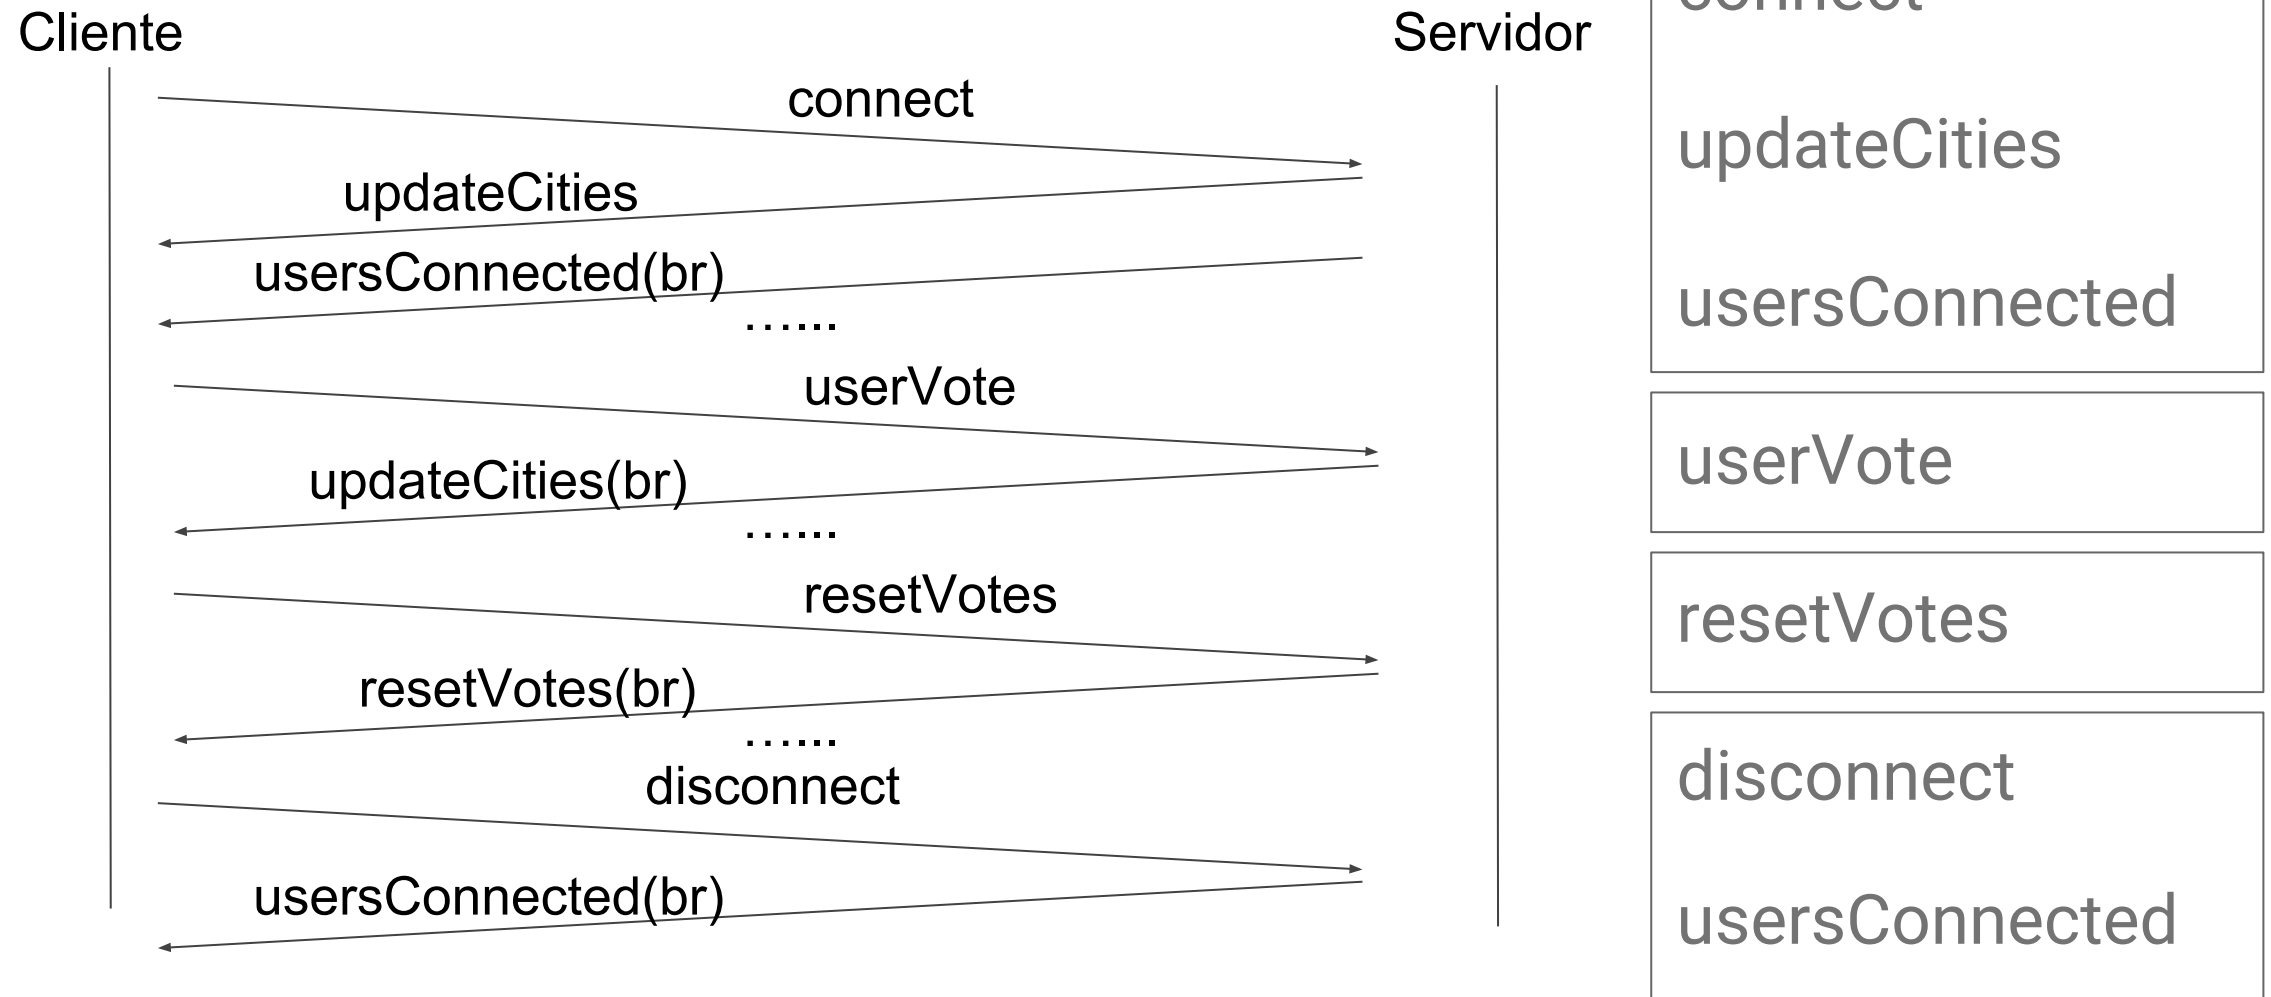 Cliente
Servidor
connect
updateCities
usersConnected(br)
…...
userVote
updateCities(br)
…...
resetVotes
resetVotes(br)
…...
disconnect
usersConnected(br)
connect
updateCities
usersConnected
userVote
resetVotes
disconnect
usersConnected